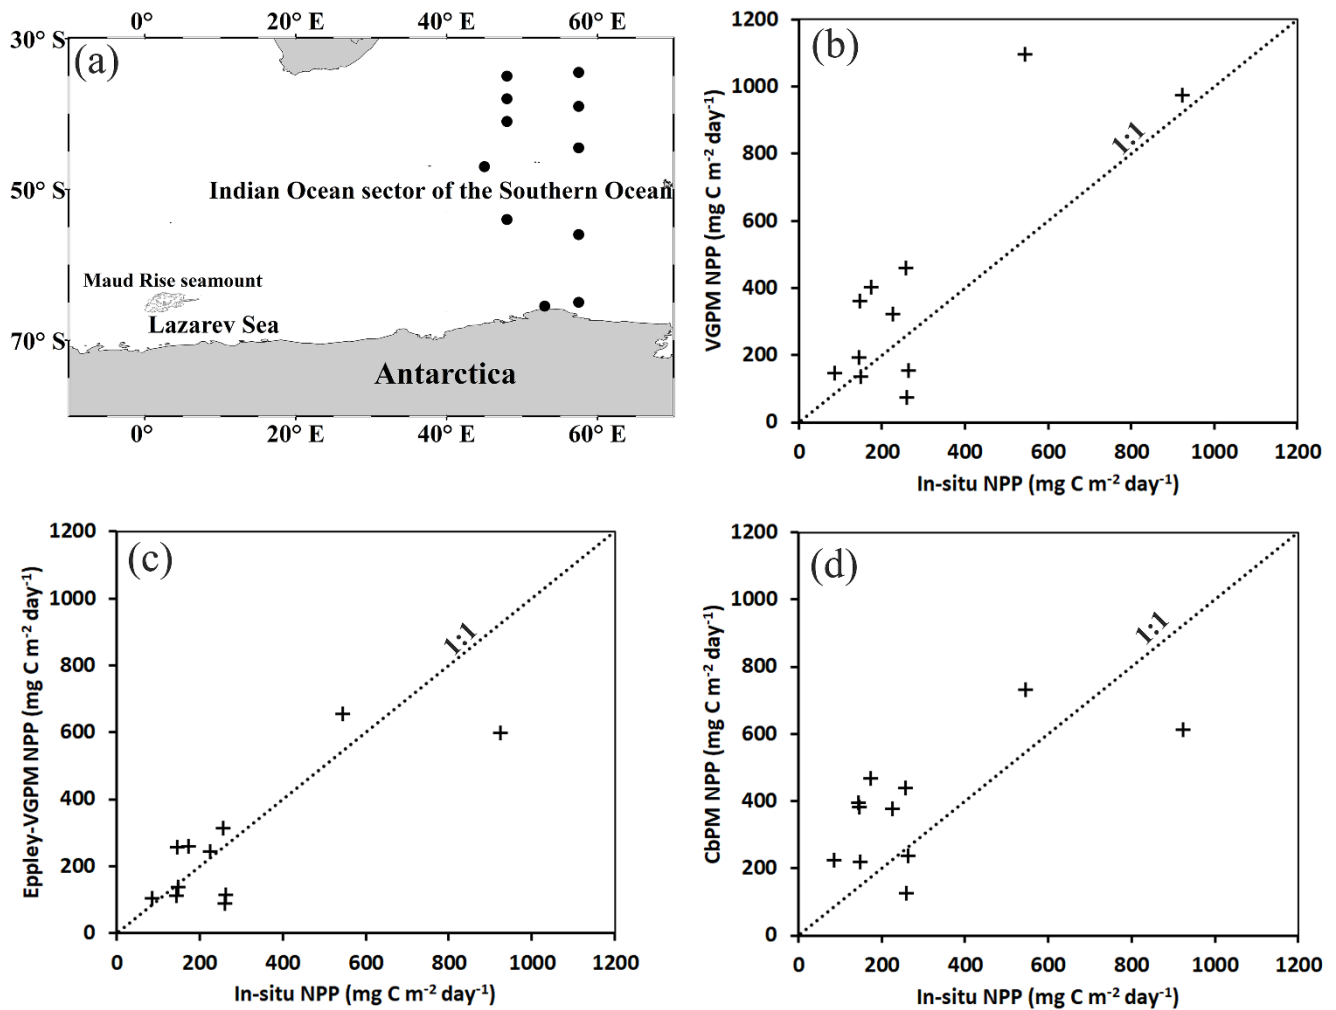 0° 20° E 40° E 60° E
30° S
(a)
50° S
Indian Ocean sector of the Southern Ocean
Maud Rise seamount
Lazarev Sea
70° S
Antarctica
0° 20° E 40° E 60° E
(b)
1:1
VGPM NPP (mg C m⁻² day⁻¹)
1200
1000
800
600
400
200
0
0 200 400 600 800 1000 1200
In-situ NPP (mg C m⁻² day⁻¹)
(c)
1:1
Eppley-VGPM NPP (mg C m⁻² day⁻¹)
1200
1000
800
600
400
200
0
0 200 400 600 800 1000 1200
In-situ NPP (mg C m⁻² day⁻¹)
(d)
1:1
CbPM NPP (mg C m⁻² day⁻¹)
1200
1000
800
600
400
200
0
0 200 400 600 800 1000 1200
In-situ NPP (mg C m⁻² day⁻¹)